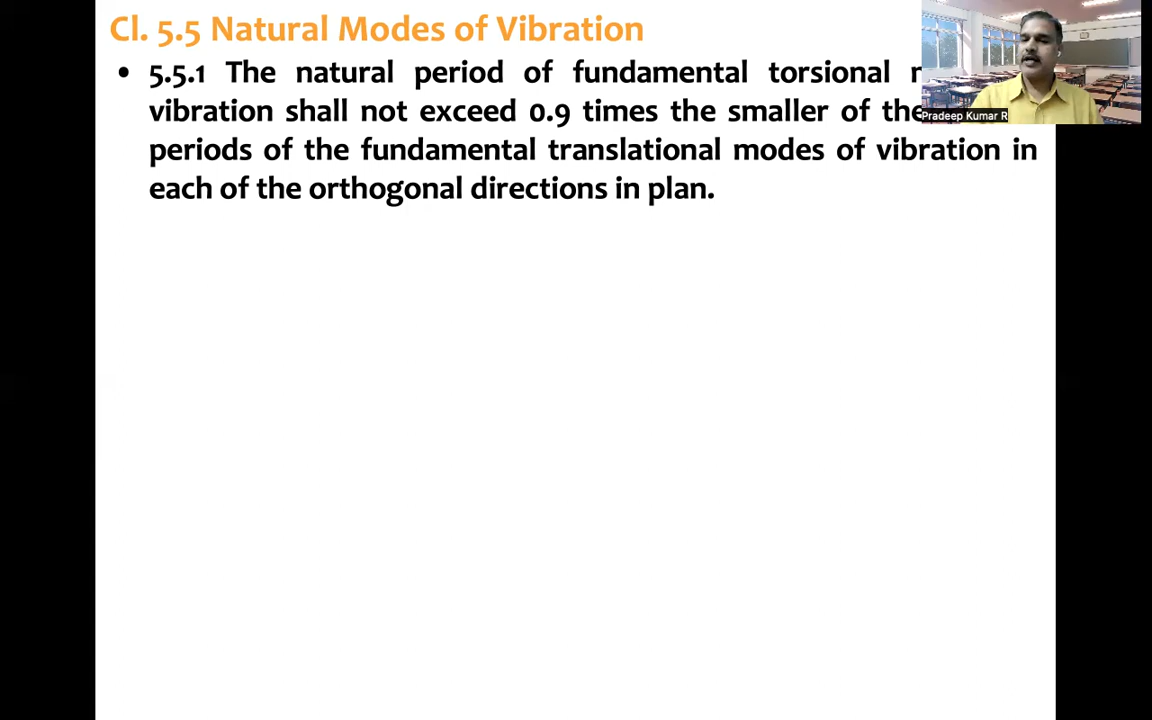 Cl. 5.5 Natural Modes of Vibration
• 5.5.1 The natural period of fundamental torsional
vibration shall not exceed 0.9 times the smaller of the
periods of the fundamental translational modes of vibration in
each of the orthogonal directions in plan.
Pradeep Kumar R